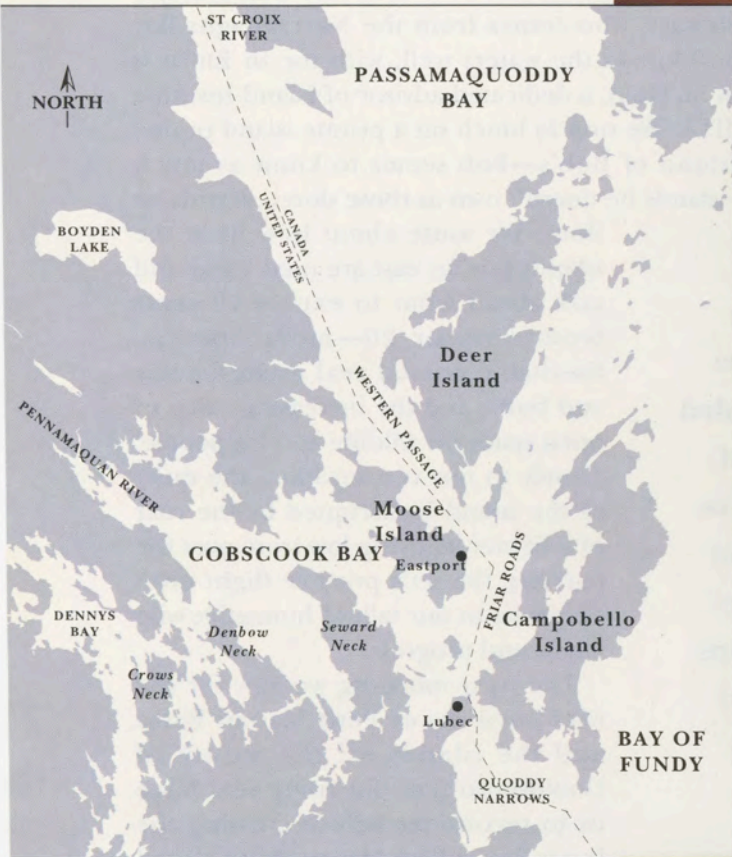 ST CROIX
RIVER
PASSAMAQUODDY
BAY
NORTH
CANADA
UNITED STATES
BOYDEN
LAKE
Deer
Island
WESTERN PASSAGE
PENNAMAQUAN RIVER
Moose
Island
COBSCOOK BAY
Eastport
FRIAR ROADS
Campobello
Island
DENNYS
BAY
Denbow
Neck
Seward
Neck
Crows
Neck
Lubec
BAY OF
FUNDY
QUODDY
NARROWS